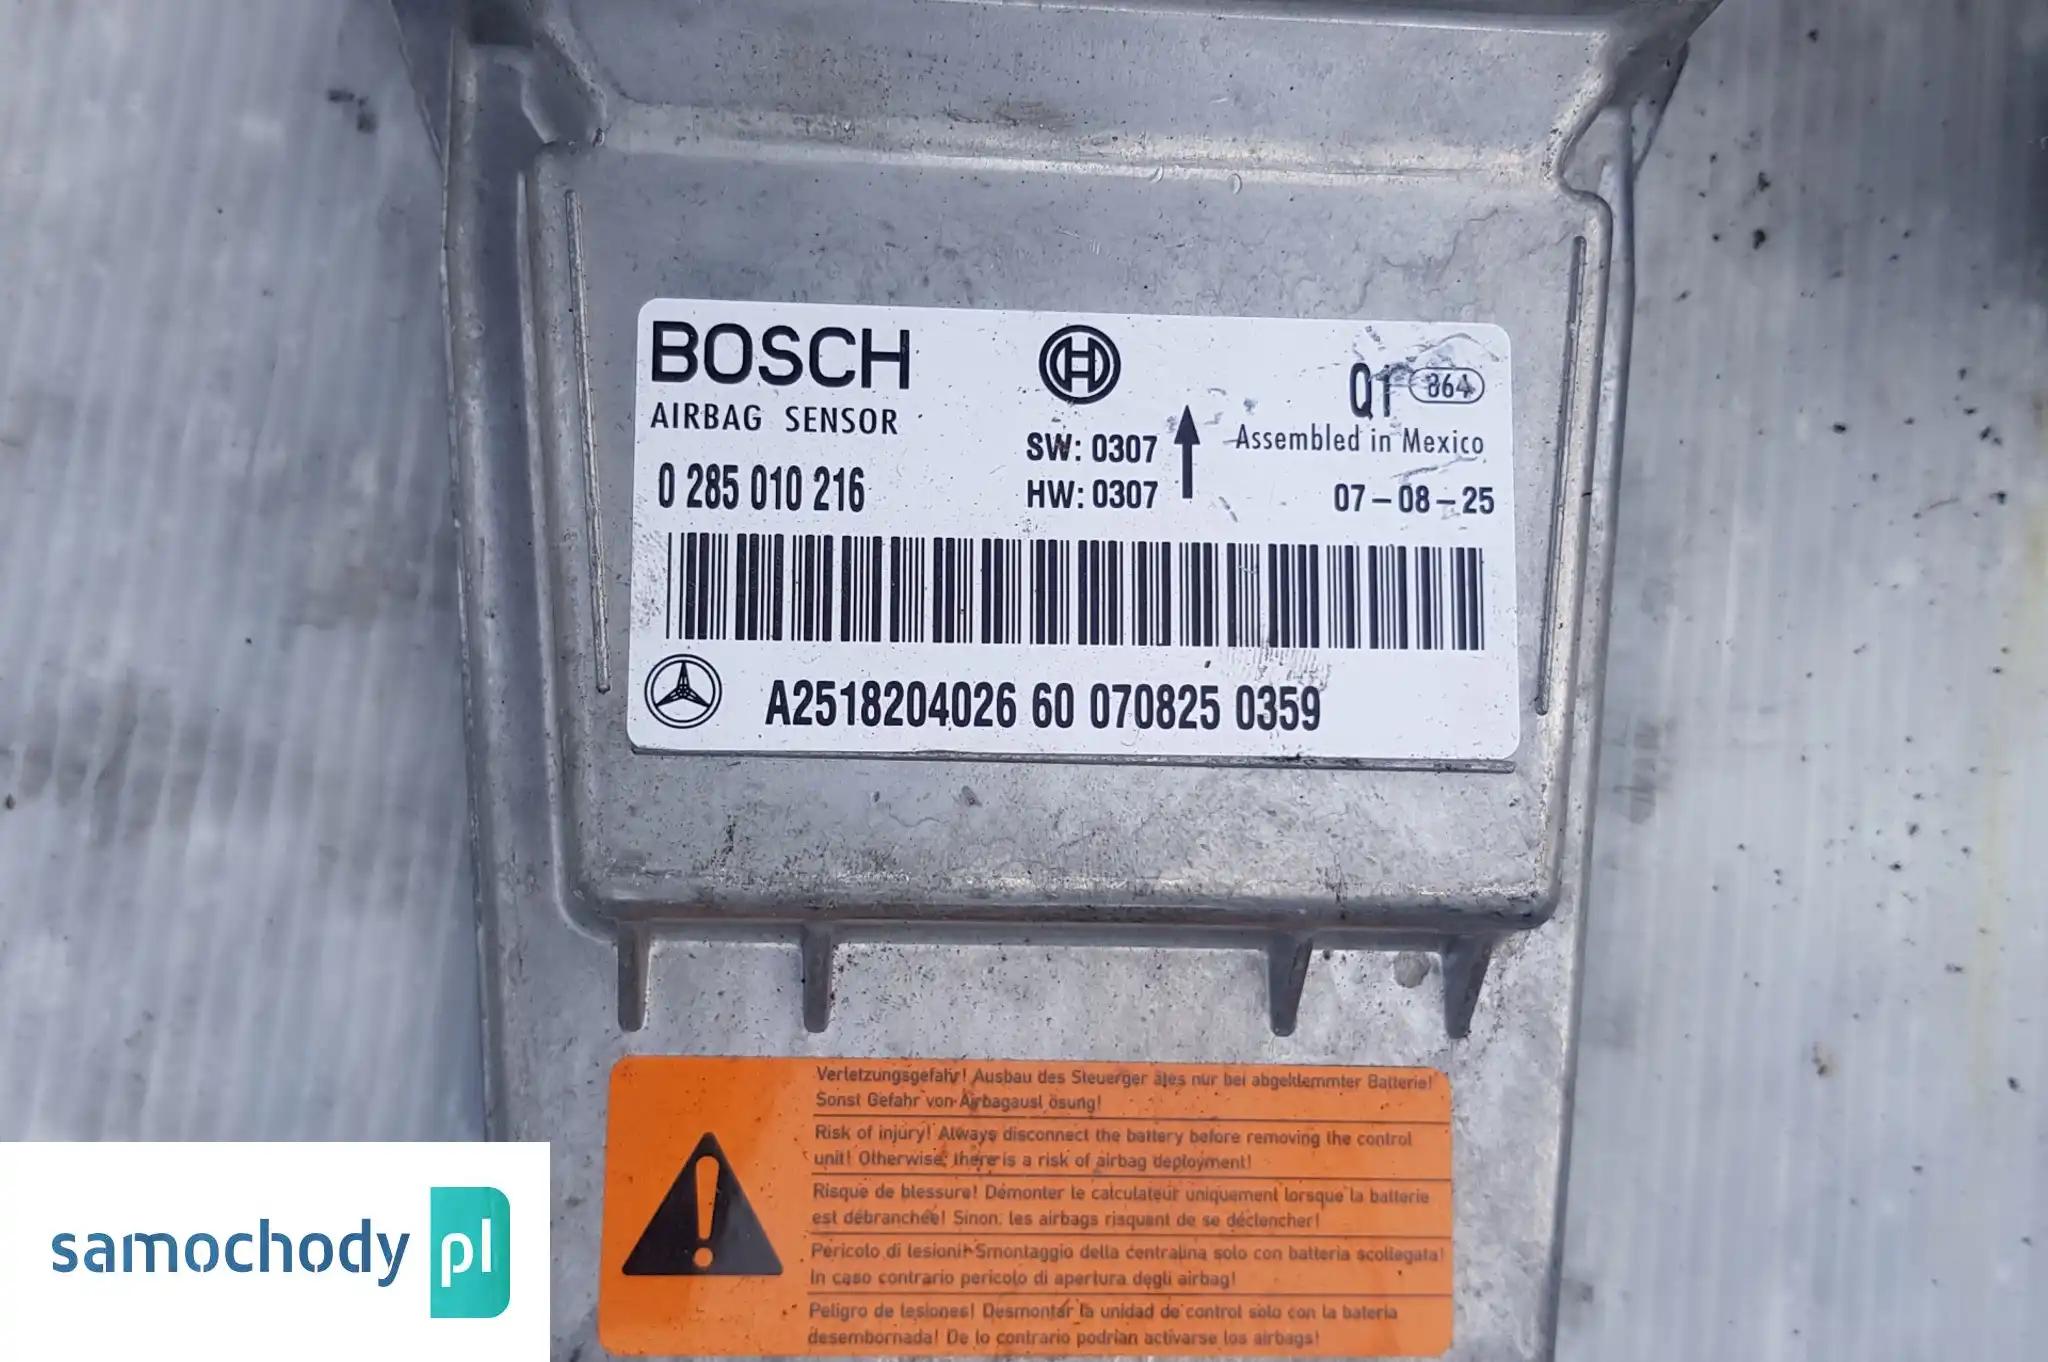 BOSCH
Q1 864
AIRBAG SENSOR
SW: 0307
Assembled in Mexico
0 285 010 216
HW: 0307
07-08-25
A2518204026 60 070825 0359
Verletzungsgefahr! Ausbau des Steuerger ätes nur bei abgeklemmter Batterie!
Sonst Gefahr von Airbagausl ösung!
Risk of injury! Always disconnect the battery before removing the control
unit! Otherwise, there is a risk of airbag deployment!
Risque de blessure! Démonter le calculateur uniquement lorsque la batterie
est débranchée! Sinon, les airbags risquent de se déclencher!
Pericolo di lesioni! Smontaggio della centralina solo con batteria scollegata!
In caso contrario pericolo di apertura degli airbag!
Peligro de lesiones! Desmontar la unidad de control solo con la bateria
desembornada! De lo contrario podrian activarse los airbags!
samochody pl